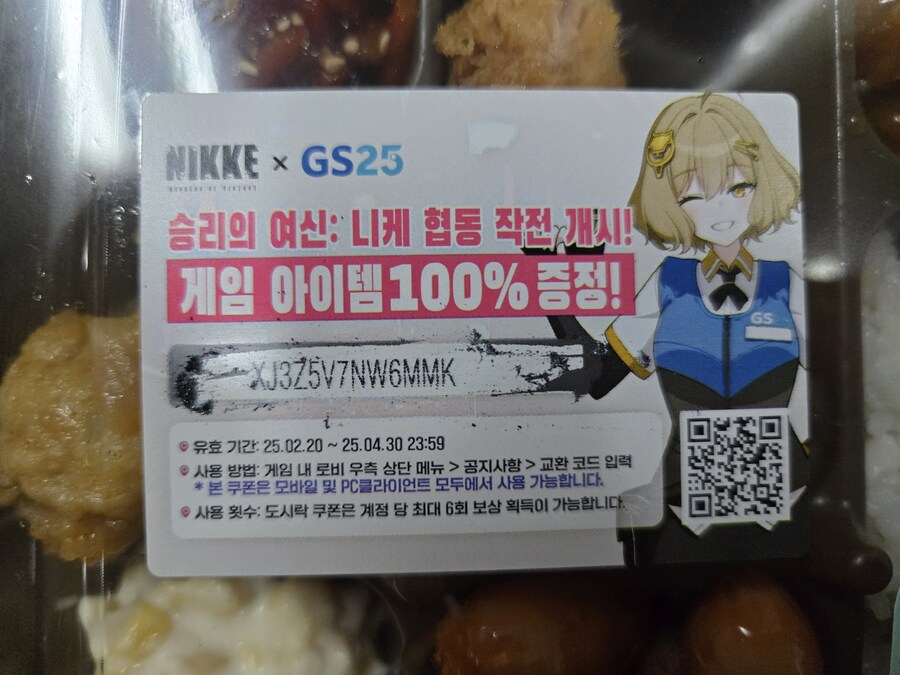 NIKKE × GS25
승리의 여신: 니케 협동 작전 개시!
게임 아이템 100% 증정!
XJ3Z5V7NW6MMK
유효 기간: 25.02.20 ~ 25.04.30 23:59
사용 방법: 게임 내 로비 우측 상단 메뉴 > 공지사항 > 교환 코드 입력
* 본 쿠폰은 모바일 및 PC클라이언트 모두에서 사용 가능합니다.
사용 횟수: 도시락 쿠폰은 계정 당 최대 6회 보상 획득이 가능합니다.
GS